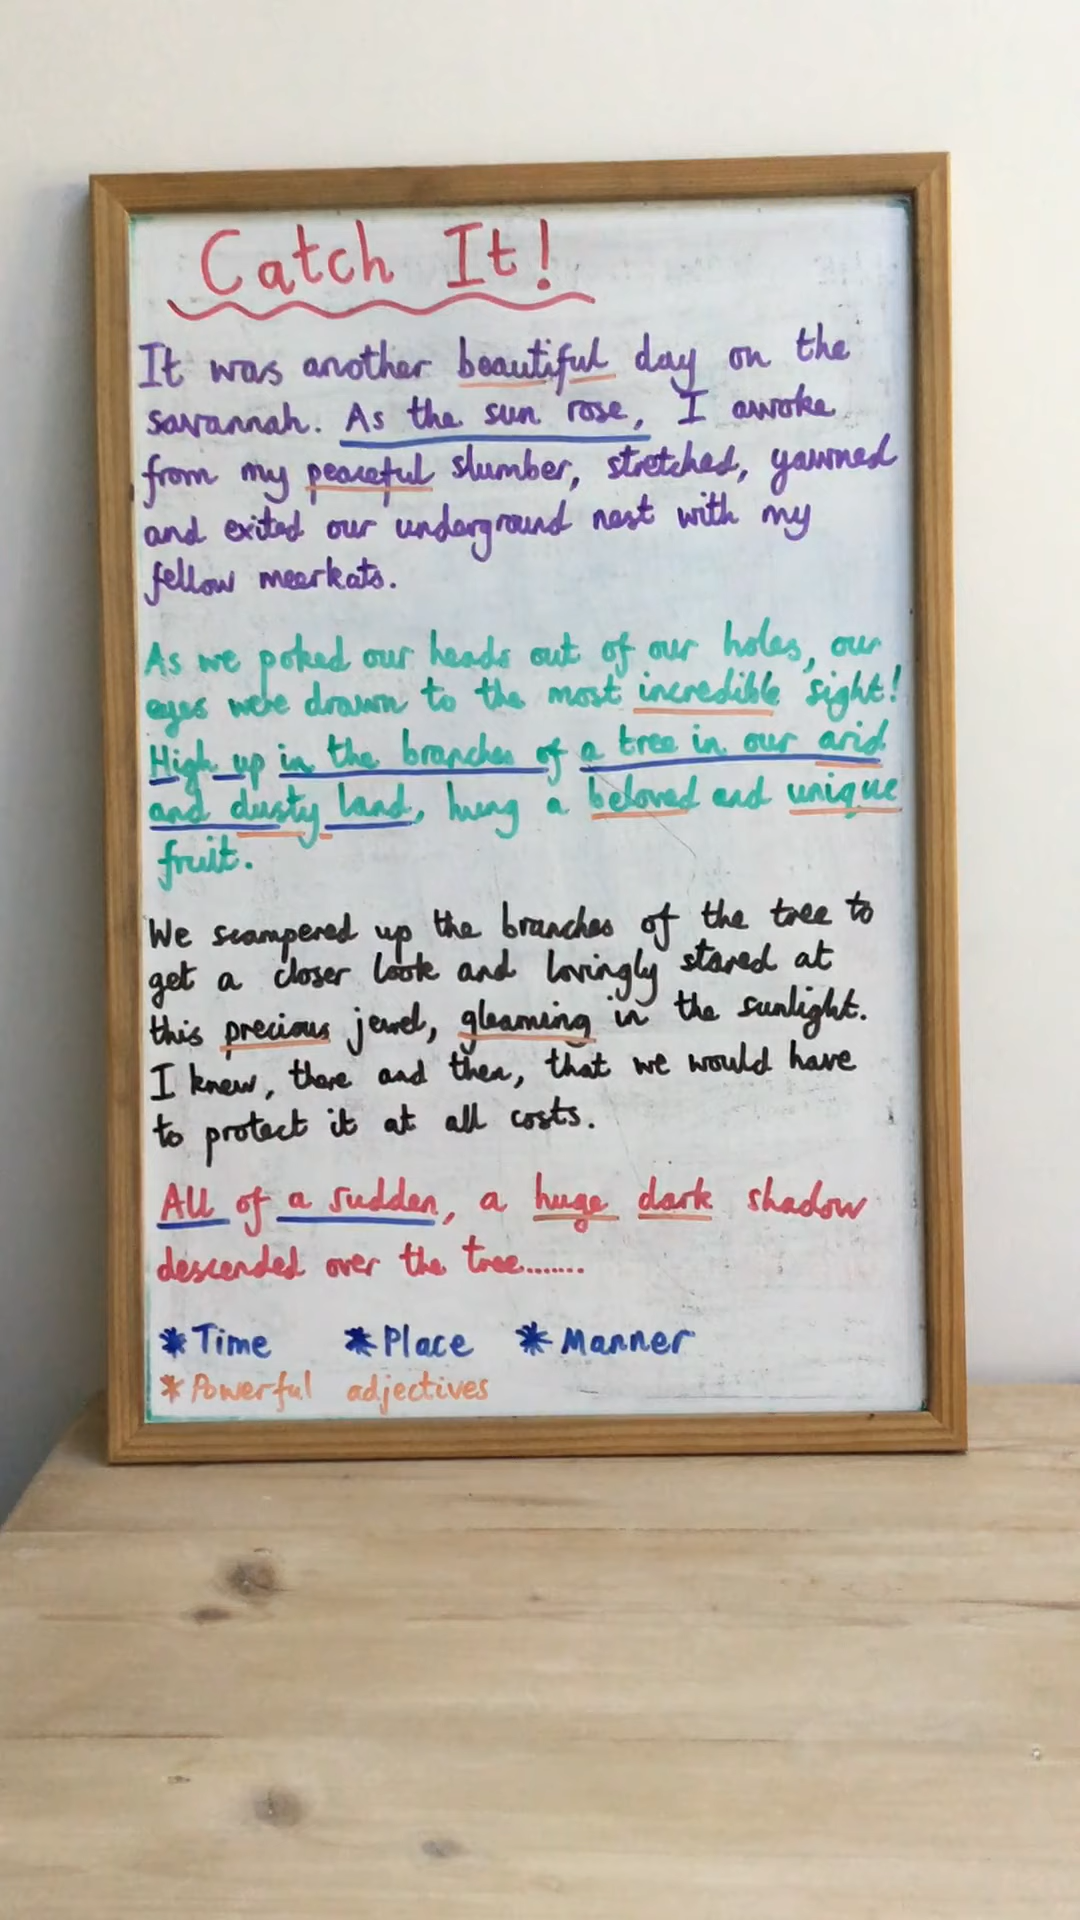 Catch It!
It was another beautiful day on the
savannah. As the sun rose, I awoke
from my peaceful slumber, stretched, yawned
and exited our underground nest with my
fellow meerkats.
As we poked our heads out of our holes, our
eyes were drawn to the most incredible sight!
High up in the branches of a tree in our arid
and dusty land, hung a beloved and unique
fruit.
We scampered up the branches of the tree to
get a closer look and lovingly stared at
this precious jewel, gleaming in the sunlight.
I knew, there and then, that we would have
to protect it at all costs.
All of a sudden, a huge dark shadow
descended over the tree.......
*Time *Place *Manner
*Powerful adjectives